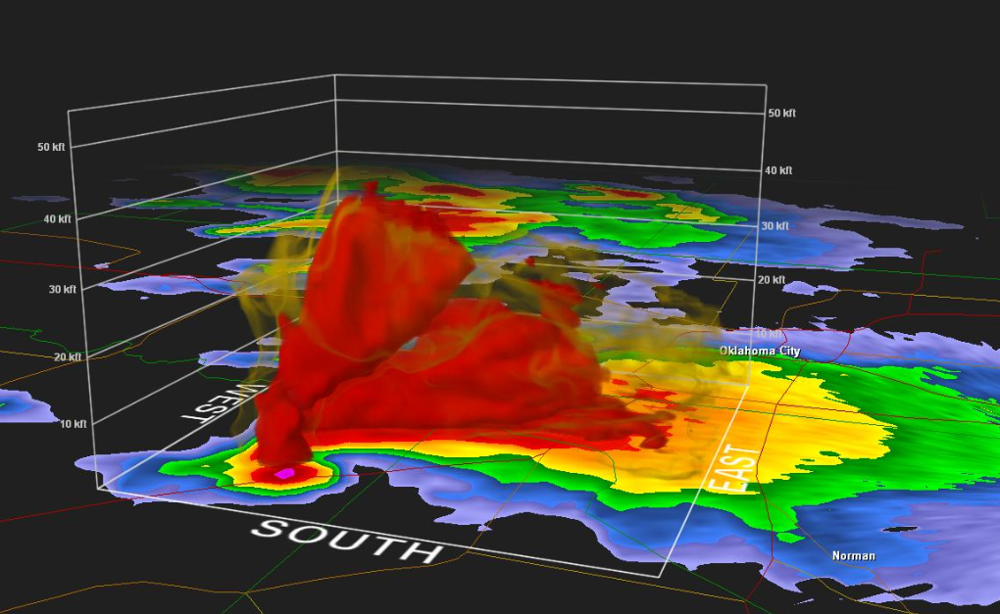 50 kft
40 kft
30 kft
20 kft
10 kft
50 kft
40 kft
30 kft
20 kft
10 kft
Oklahoma City
WEST
EAST
SOUTH
Norman